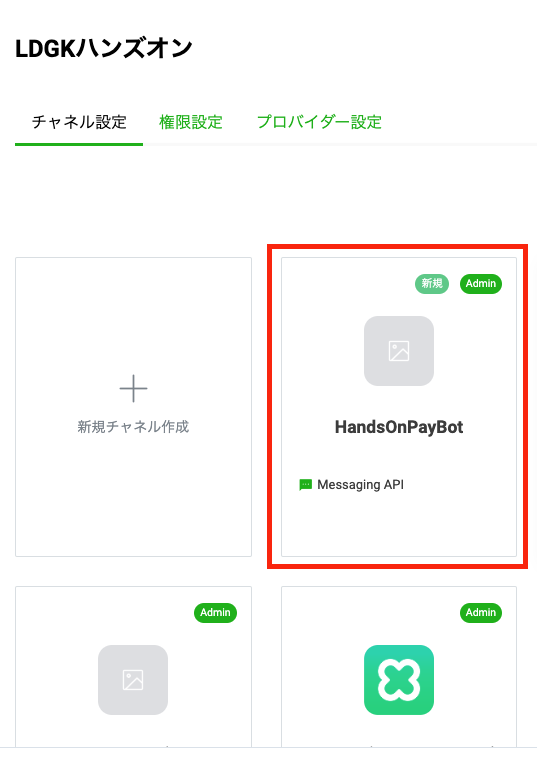 LDGKハンズオン
チャネル設定 権限設定 プロバイダー設定
新規 Admin
新規チャネル作成
HandsOnPayBot
Messaging API
Admin Admin